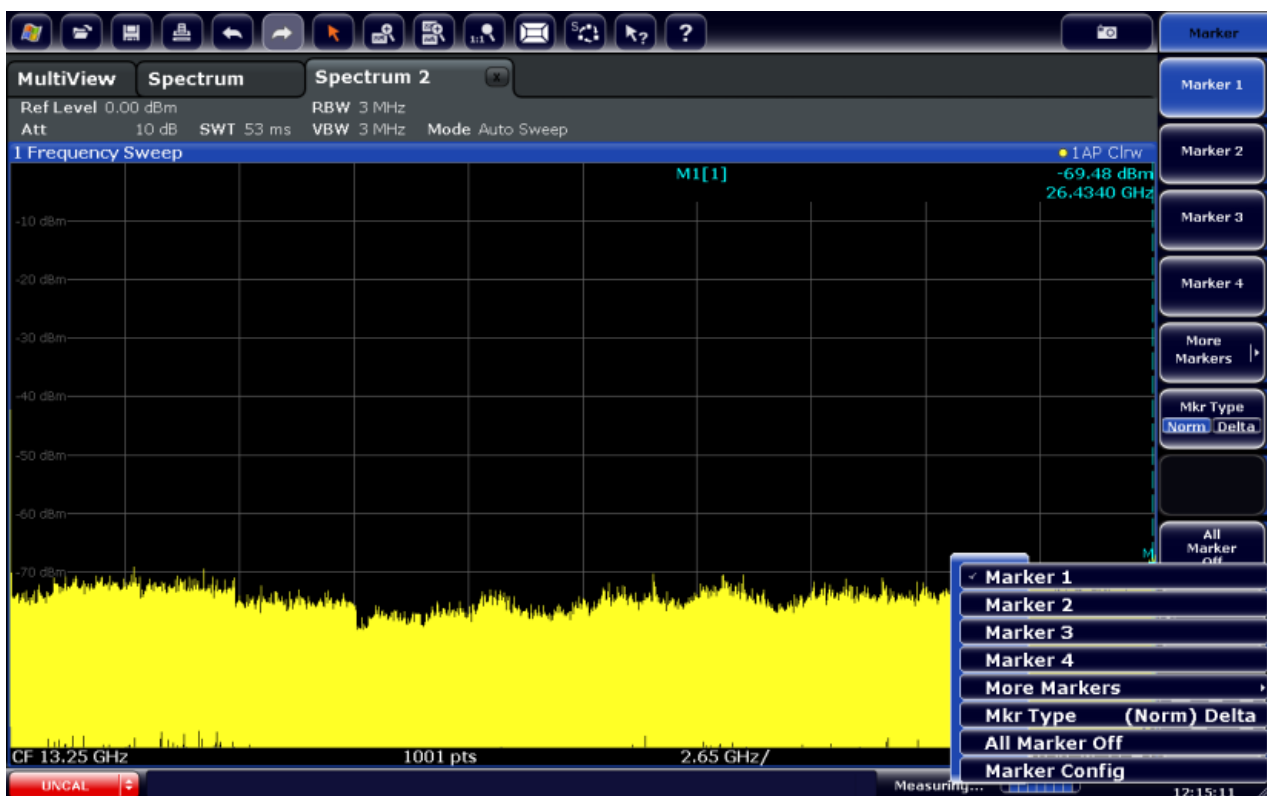 1:1
S
?
?
Marker
MultiView
Spectrum
Spectrum 2
x
Marker 1
Ref Level 0.00 dBm RBW 3 MHz
Att 10 dB SWT 53 ms VBW 3 MHz Mode Auto Sweep
1 Frequency Sweep
1AP Clrw
Marker 2
M1[1]
-69.48 dBm
26.4340 GHz
Marker 3
-10 dBm
-20 dBm
Marker 4
-30 dBm
More
Markers
-40 dBm
Mkr Type
Norm Delta
-50 dBm
-60 dBm
All
Marker
Off
-70 dBm
Marker 1
Marker 2
Marker 3
Marker 4
More Markers
Mkr Type (Norm) Delta
All Marker Off
Marker Config
CF 13.25 GHz
1001 pts
2.65 GHz/
UNCAL
Measuring...
12:15:11